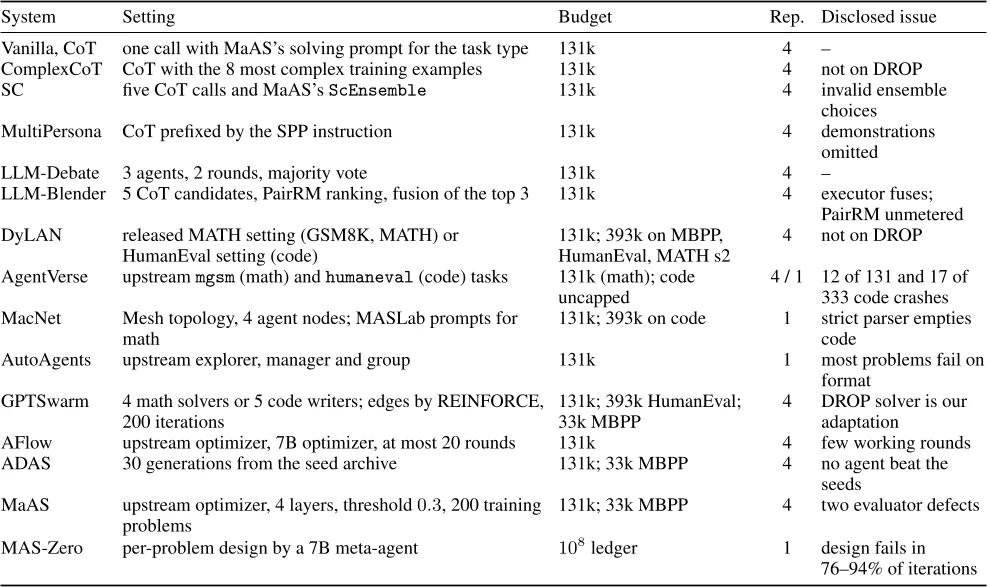 System Setting Budget Rep. Disclosed issue
Vanilla, CoT one call with MaAS's solving prompt for the task type 131k 4 –
ComplexCoT CoT with the 8 most complex training examples 131k 4 not on DROP
SC five CoT calls and MaAS's ScEnsemble 131k 4 invalid ensemble
choices
MultiPersona CoT prefixed by the SPP instruction 131k 4 demonstrations
omitted
LLM-Debate 3 agents, 2 rounds, majority vote 131k 4 –
LLM-Blender 5 CoT candidates, PairRM ranking, fusion of the top 3 131k 4 executor fuses;
PairRM unmetered
DyLAN released MATH setting (GSM8K, MATH) or 131k; 393k on MBPP, 4 not on DROP
HumanEval setting (code) HumanEval, MATH s2
AgentVerse upstream mgsm (math) and humaneval (code) tasks 131k (math); code 4 / 1 12 of 131 and 17 of
uncapped 333 code crashes
MacNet Mesh topology, 4 agent nodes; MASLab prompts for 131k; 393k on code 1 strict parser empties
math code
AutoAgents upstream explorer, manager and group 131k 1 most problems fail on
format
GPTSwarm 4 math solvers or 5 code writers; edges by REINFORCE, 131k; 393k HumanEval; 4 DROP solver is our
200 iterations 33k MBPP adaptation
AFlow upstream optimizer, 7B optimizer, at most 20 rounds 131k 4 few working rounds
ADAS 30 generations from the seed archive 131k; 33k MBPP 4 no agent beat the
seeds
MaAS upstream optimizer, 4 layers, threshold 0.3, 200 training 131k; 33k MBPP 4 two evaluator defects
problems
MAS-Zero per-problem design by a 7B meta-agent 10⁸ ledger 1 design fails in
76–94% of iterations